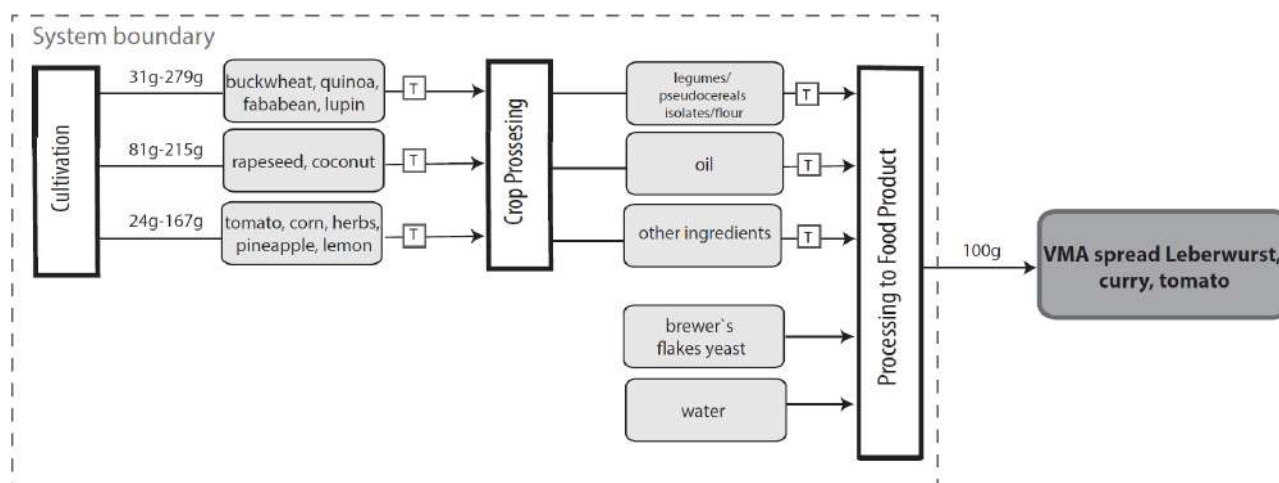 System boundary
Cultivation
31g-279g
buckwheat, quinoa,
fababean, lupin
T
81g-215g
rapeseed, coconut
T
24g-167g
tomato, corn, herbs,
pineapple, lemon
T
Crop Prossesing
legumes/
pseudocereals
isolates/flour
T
oil
T
other ingredients
T
brewer`s
flakes yeast
water
Processing to Food Product
100g
VMA spread Leberwurst,
curry, tomato